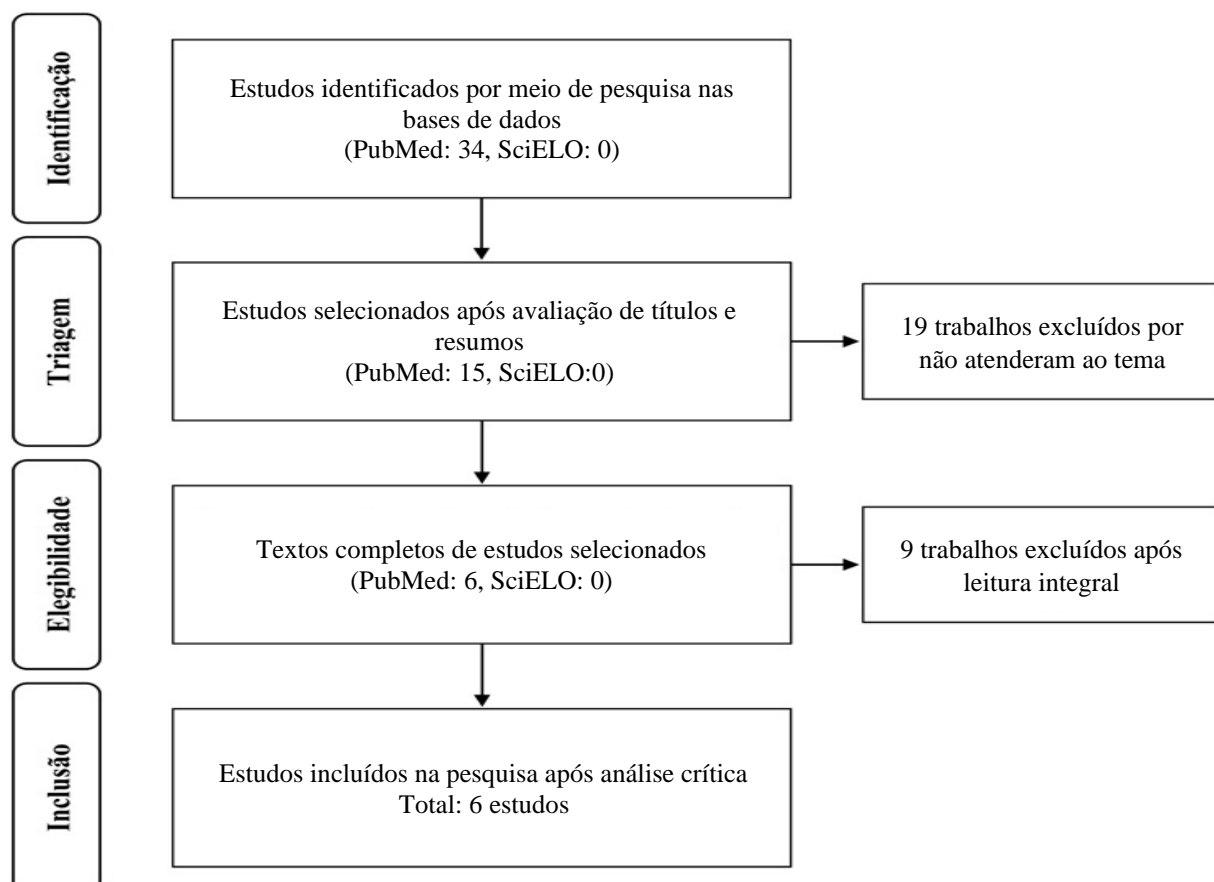 Identificação
Estudos identificados por meio de pesquisa nas
bases de dados
(PubMed: 34, SciELO: 0)
Triagem
Estudos selecionados após avaliação de títulos e
resumos
(PubMed: 15, SciELO:0)
19 trabalhos excluídos por
não atenderam ao tema
Elegibilidade
Textos completos de estudos selecionados
(PubMed: 6, SciELO: 0)
9 trabalhos excluídos após
leitura integral
Inclusão
Estudos incluídos na pesquisa após análise crítica
Total: 6 estudos